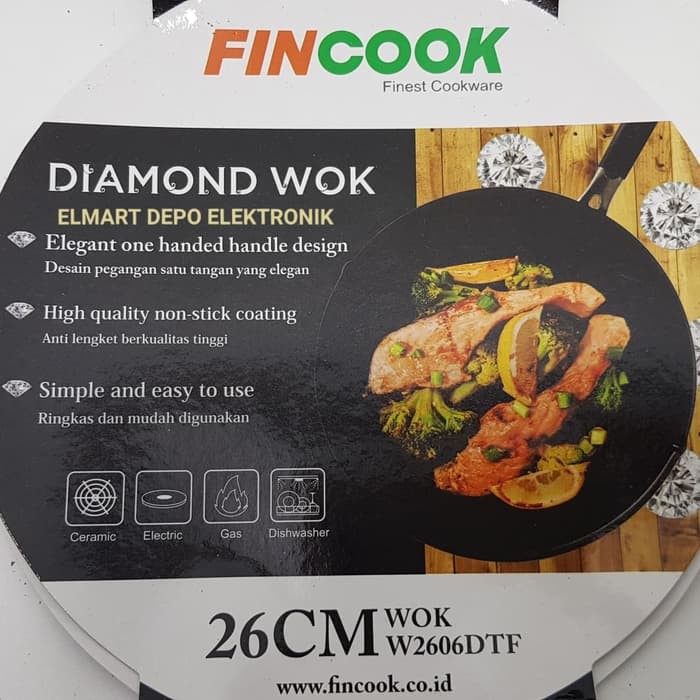 FINCOOK
Finest Cookware
DIAMOND WOK
ELMART DEPO ELEKTRONIK
Elegant one handed handle design
Desain pegangan satu tangan yang elegan
High quality non-stick coating
Anti lengket berkualitas tinggi
Simple and easy to use
Ringkas dan mudah digunakan
Ceramic Electric Gas Dishwasher
26CM WOK
W2606DTF
www.fincook.co.id